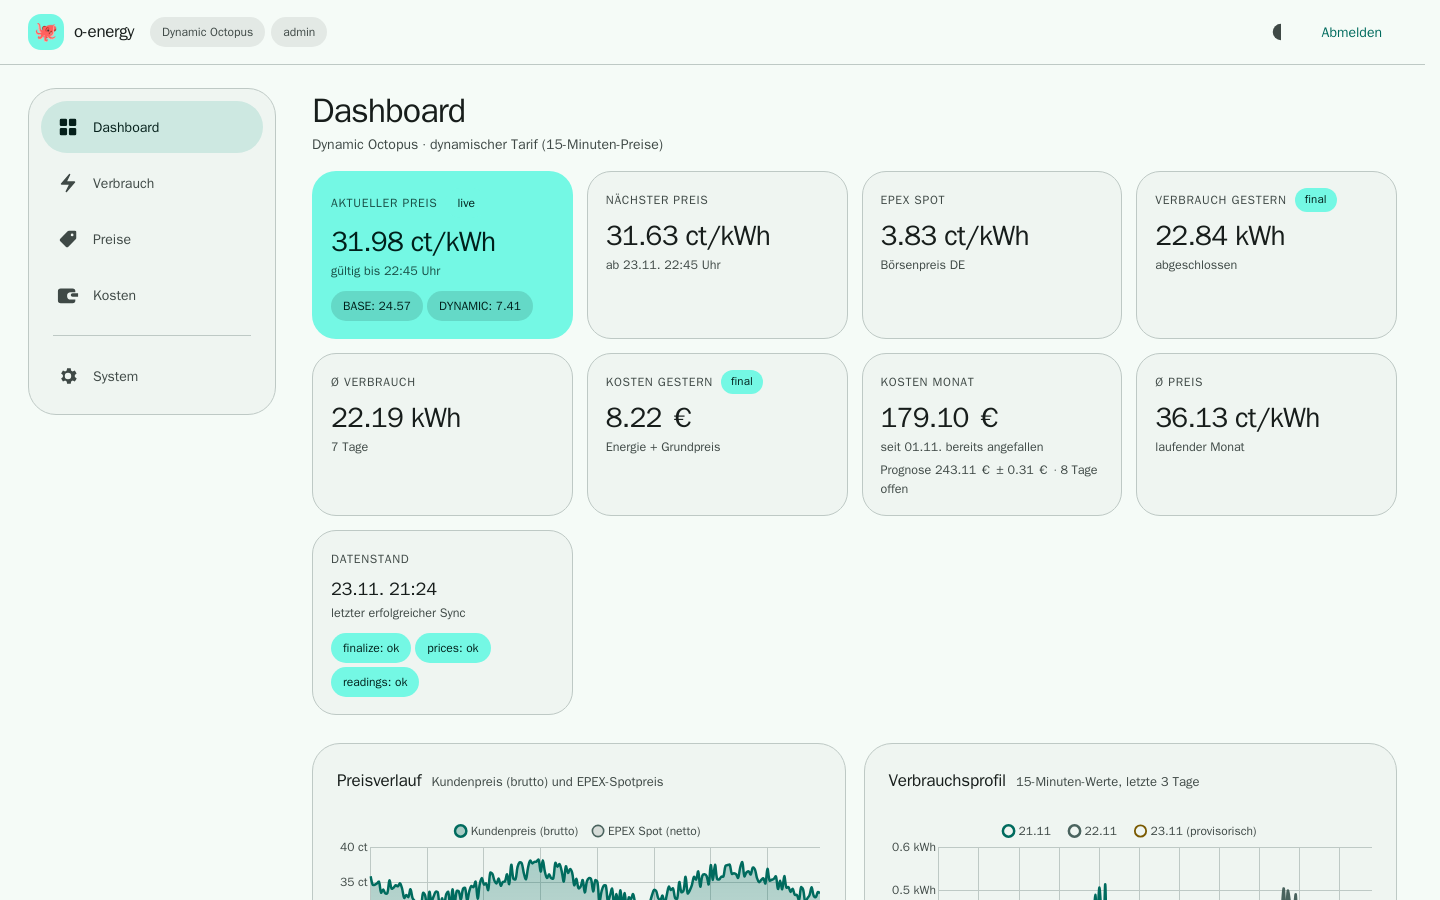 o-energy
Dynamic Octopus
admin
Abmelden
Dashboard
Verbrauch
Preise
Kosten
System
Dashboard
Dynamic Octopus · dynamischer Tarif (15-Minuten-Preise)
AKTUELLER PREIS live
31.98 ct/kWh
gültig bis 22:45 Uhr
BASE: 24.57 DYNAMIC: 7.41
NÄCHSTER PREIS
31.63 ct/kWh
ab 23.11. 22:45 Uhr
EPEX SPOT
3.83 ct/kWh
Börsenpreis DE
VERBRAUCH GESTERN final
22.84 kWh
abgeschlossen
Ø VERBRAUCH
22.19 kWh
7 Tage
KOSTEN GESTERN final
8.22 €
Energie + Grundpreis
KOSTEN MONAT
179.10 €
seit 01.11. bereits angefallen
Prognose 243.11 € ± 0.31 € · 8 Tage
offen
Ø PREIS
36.13 ct/kWh
laufender Monat
DATENSTAND
23.11. 21:24
letzter erfolgreicher Sync
finalize: ok prices: ok
readings: ok
Preisverlauf Kundenpreis (brutto) und EPEX-Spotpreis
Kundenpreis (brutto) EPEX Spot (netto)
40 ct
35 ct
Verbrauchsprofil 15-Minuten-Werte, letzte 3 Tage
21.11 22.11 23.11 (provisorisch)
0.6 kWh
0.5 kWh